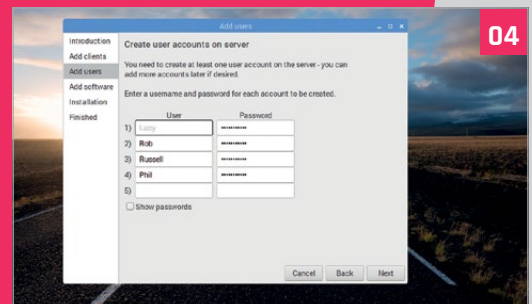 Add users
04
Introduction
Add clients
Add users
Add software
Installation
Finished
Create user accounts on server
You need to create at least one user account on the server - you can
add more accounts later if desired.
Enter a username and password for each account to be created.
User Password
1) Lucy
2) Rob
3) Russell
4) Phil
5)
Show passwords
Cancel Back Next